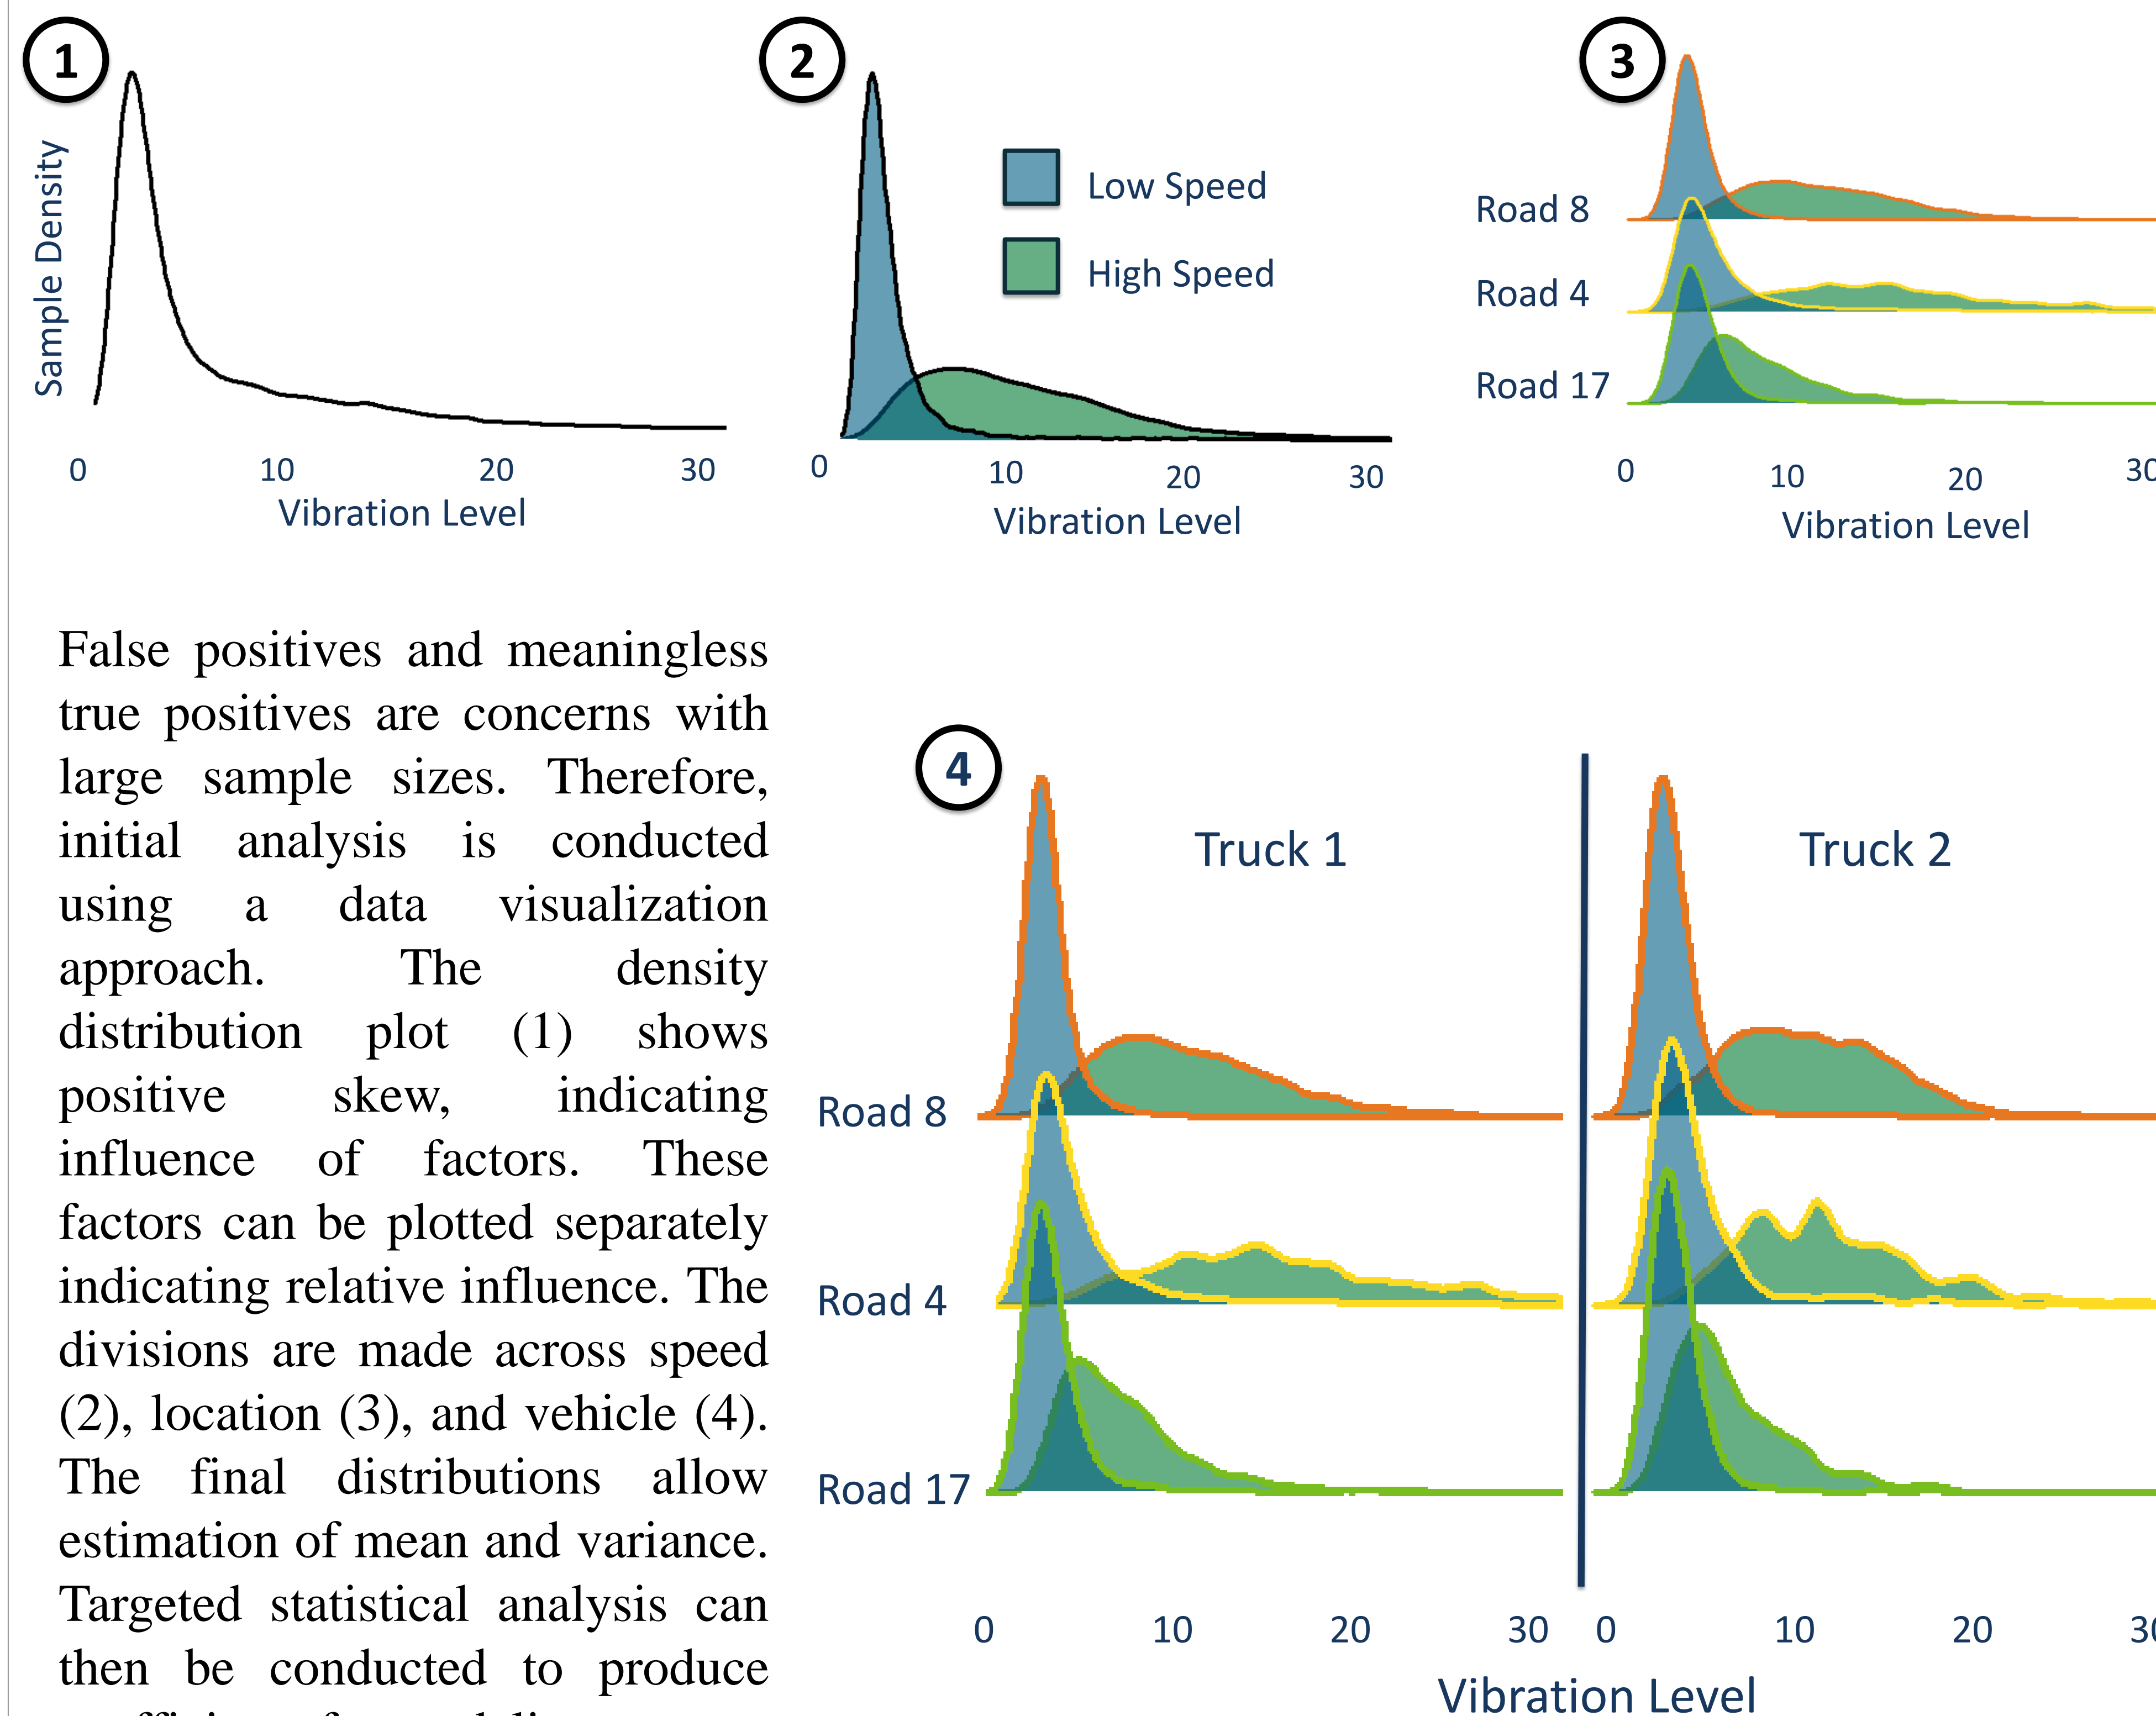 1
Sample Density
0 10 20 30
Vibration Level
2
Low Speed
High Speed
0 10 20 30
Vibration Level
3
Road 8
Road 4
Road 17
0 10 20 30
Vibration Level
False positives and meaningless
true positives are concerns with
large sample sizes. Therefore,
initial analysis is conducted
using a data visualization
approach. The density
distribution plot (1) shows
positive skew, indicating
influence of factors. These
factors can be plotted separately
indicating relative influence. The
divisions are made across speed
(2), location (3), and vehicle (4).
The final distributions allow
estimation of mean and variance.
Targeted statistical analysis can
then be conducted to produce
4
Truck 1 Truck 2
Road 8
Road 4
Road 17
0 10 20 30 0 10 20
Vibration Level